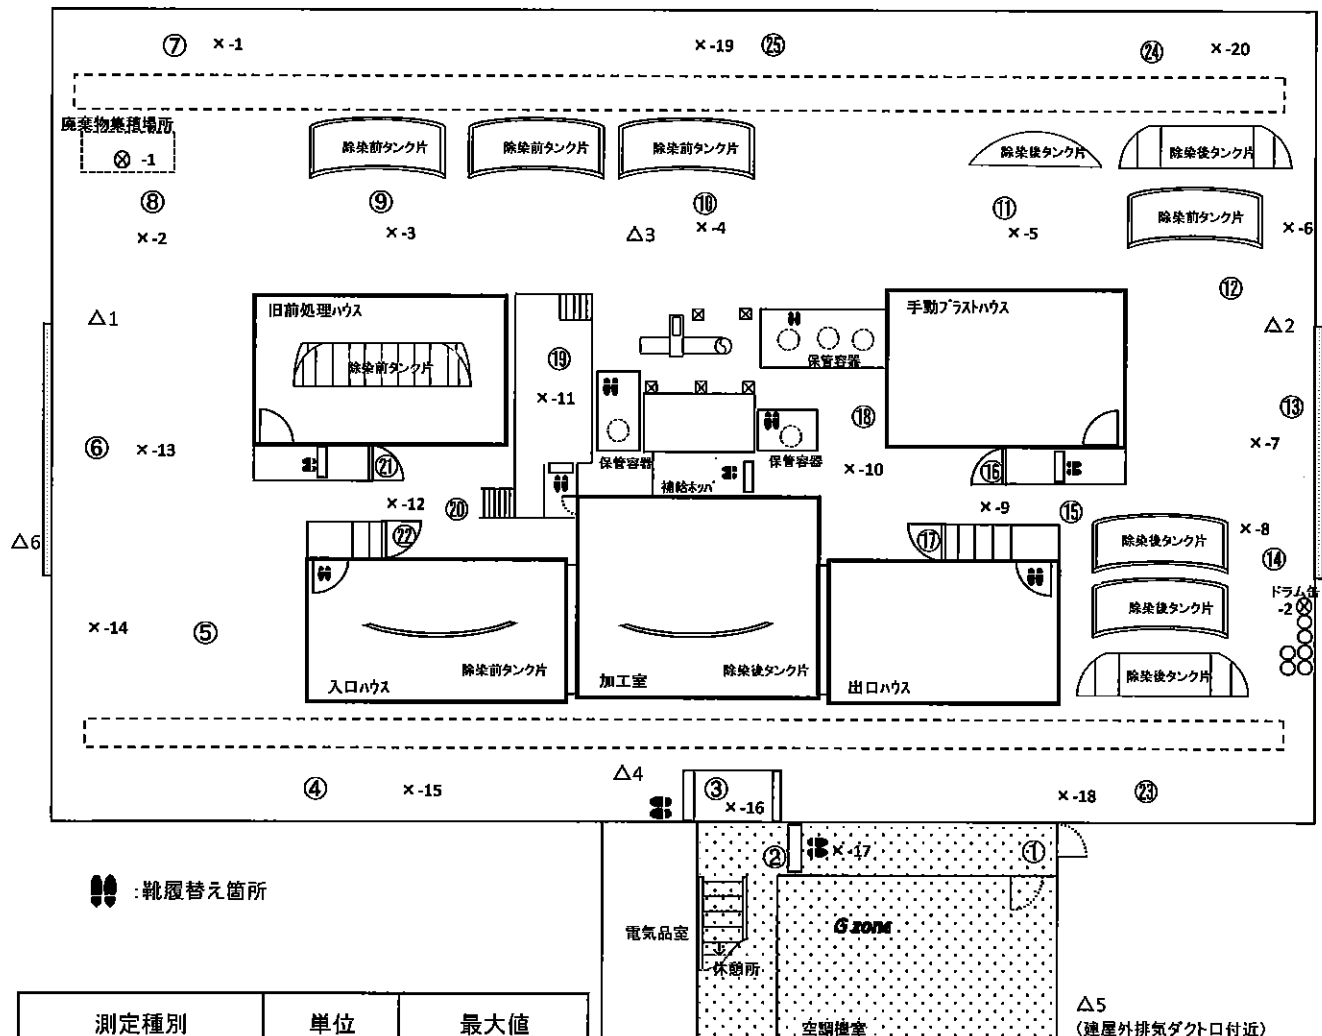 ⑦ ×-1 ×-19 ㉕ ㉔ ×-20
廃棄物集積場所
⊗ -1
除染前タンク片 除染前タンク片 除染前タンク片 除染後タンク片 除染後タンク片
⑧ ⑨ ⑩ ⑪ 除染前タンク片
×-2 ×-3 △3 ×-4 ×-5 ×-6
⑫
△1 旧前処理ハウス 手動ブラストハウス △2
除染前タンク片 ⑲ 保管容器
×-11 ⑱ ⑬
⑥ ×-13 ×-7
㉑ 保管容器 保管容器 ×-10 ⑯
補給ホッパ
×-12 ⑳ ×-9 ⑮
△6 ㉒ ⑰ 除染後タンク片 ×-8
⑭
ドラム缶
除染後タンク片 -2
×-14 ⑤
除染前タンク片 除染後タンク片 除染後タンク片
入口ハウス 加工室 出口ハウス
④ ×-15 △4 ③ ×-16 ×-18 ㉓
② ×-17 ①
:靴履替え箇所
電気品室 G zone
休憩所
測定種別 単位 最大値
空調機室
△5
(建屋外排気ダクト口付近)